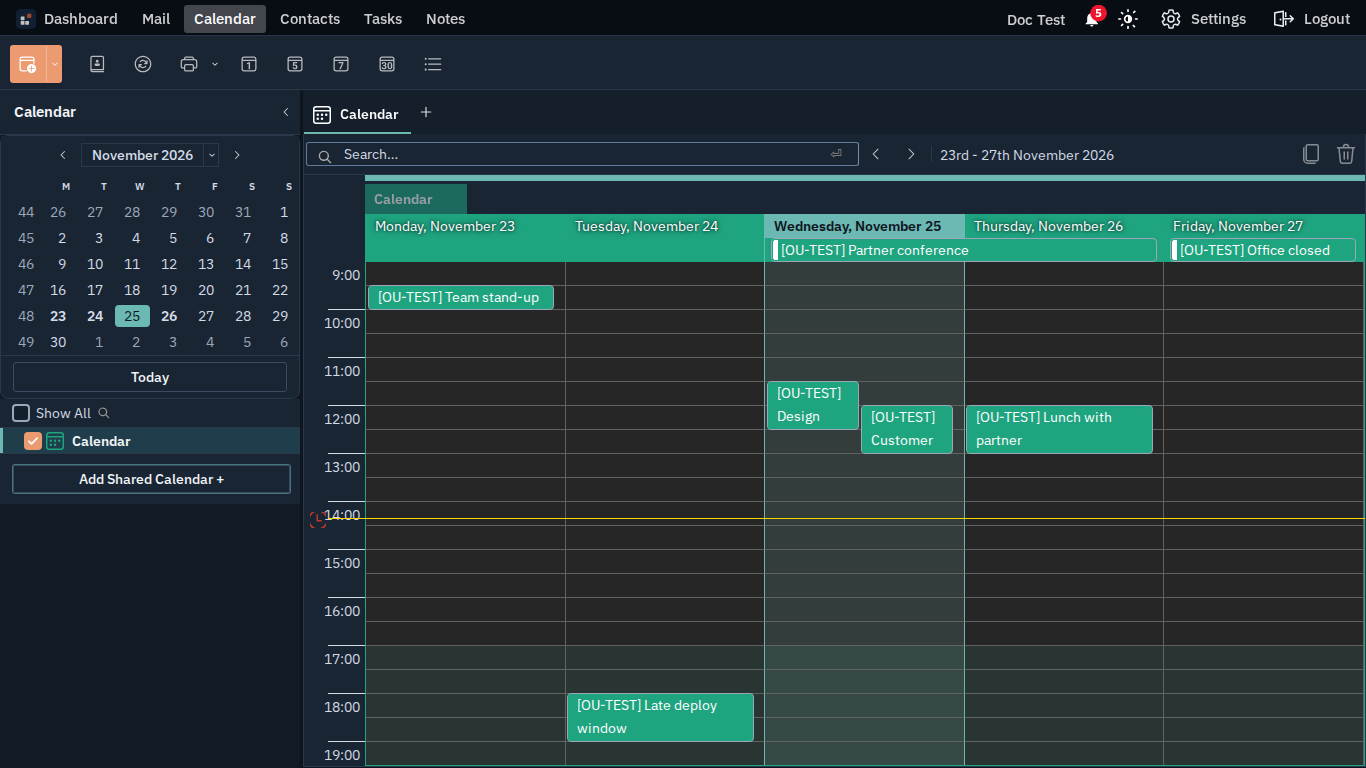 Dashboard Mail Calendar Contacts Tasks Notes Doc Test 5 Settings Logout
1 5 7 30
Calendar
Calendar
November 2026
Search...
23rd - 27th November 2026
M T W T F S S
44 26 27 28 29 30 31 1
45 2 3 4 5 6 7 8
46 9 10 11 12 13 14 15
47 16 17 18 19 20 21 22
48 23 24 25 26 27 28 29
49 30 1 2 3 4 5 6
Today
Show All
Calendar
Add Shared Calendar +
Calendar
Monday, November 23 Tuesday, November 24 Wednesday, November 25 Thursday, November 26 Friday, November 27
[OU-TEST] Partner conference [OU-TEST] Office closed
9:00
[OU-TEST] Team stand-up
10:00
11:00
[OU-TEST]
Design
12:00
[OU-TEST]
Customer
[OU-TEST] Lunch with
partner
13:00
14:00
15:00
16:00
17:00
18:00
[OU-TEST] Late deploy
window
19:00